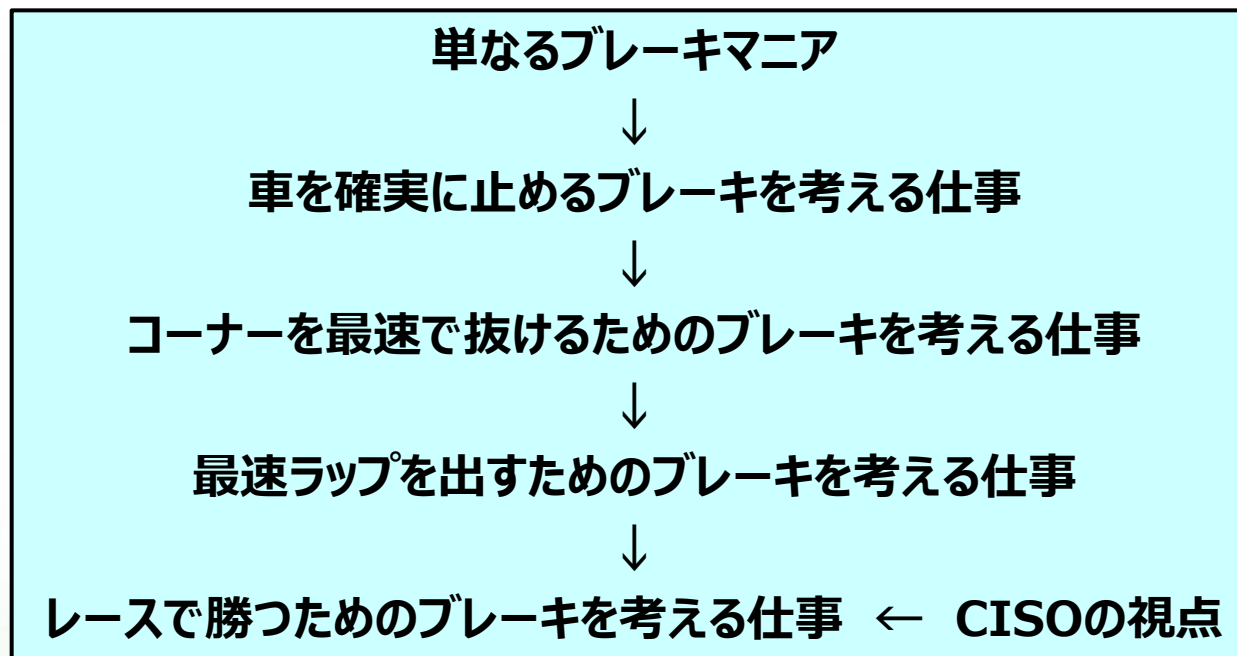 単なるブレーキマニア
↓
車を確実に止めるブレーキを考える仕事
↓
コーナーを最速で抜けるためのブレーキを考える仕事
↓
最速ラップを出すためのブレーキを考える仕事
↓
レースで勝つためのブレーキを考える仕事 ← CISOの視点